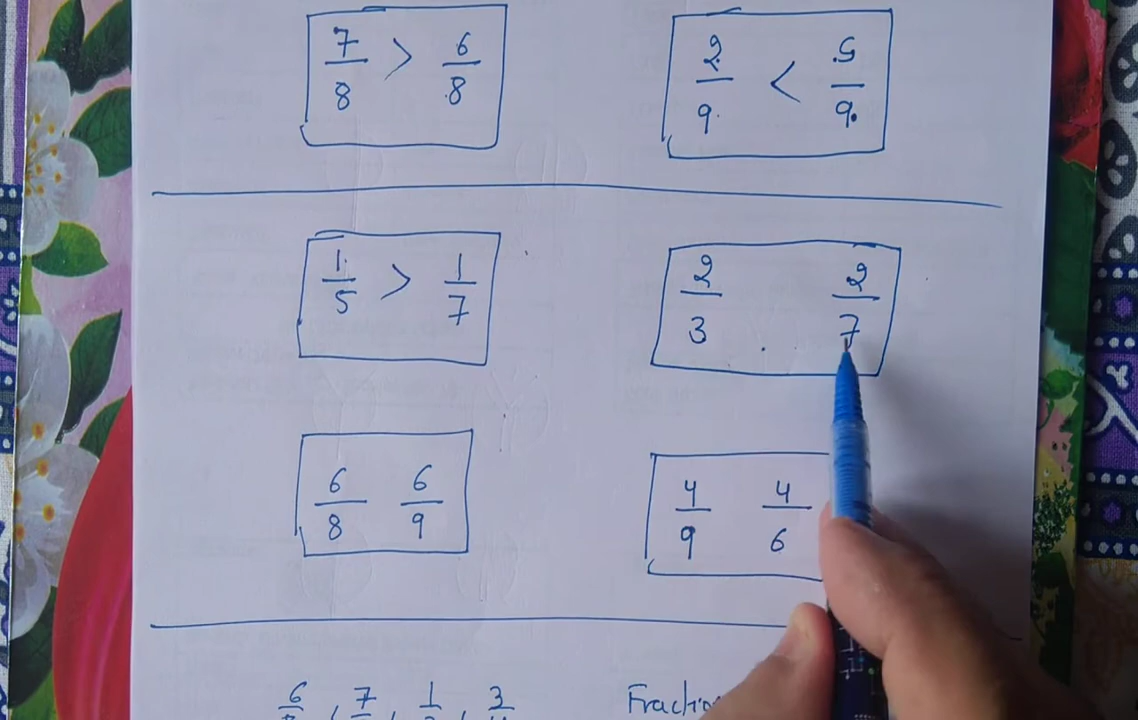 7/8 > 6/8
2/9 < 5/9
1/5 > 1/7
2/3 2/7
6/8 6/9
4/9 4/6